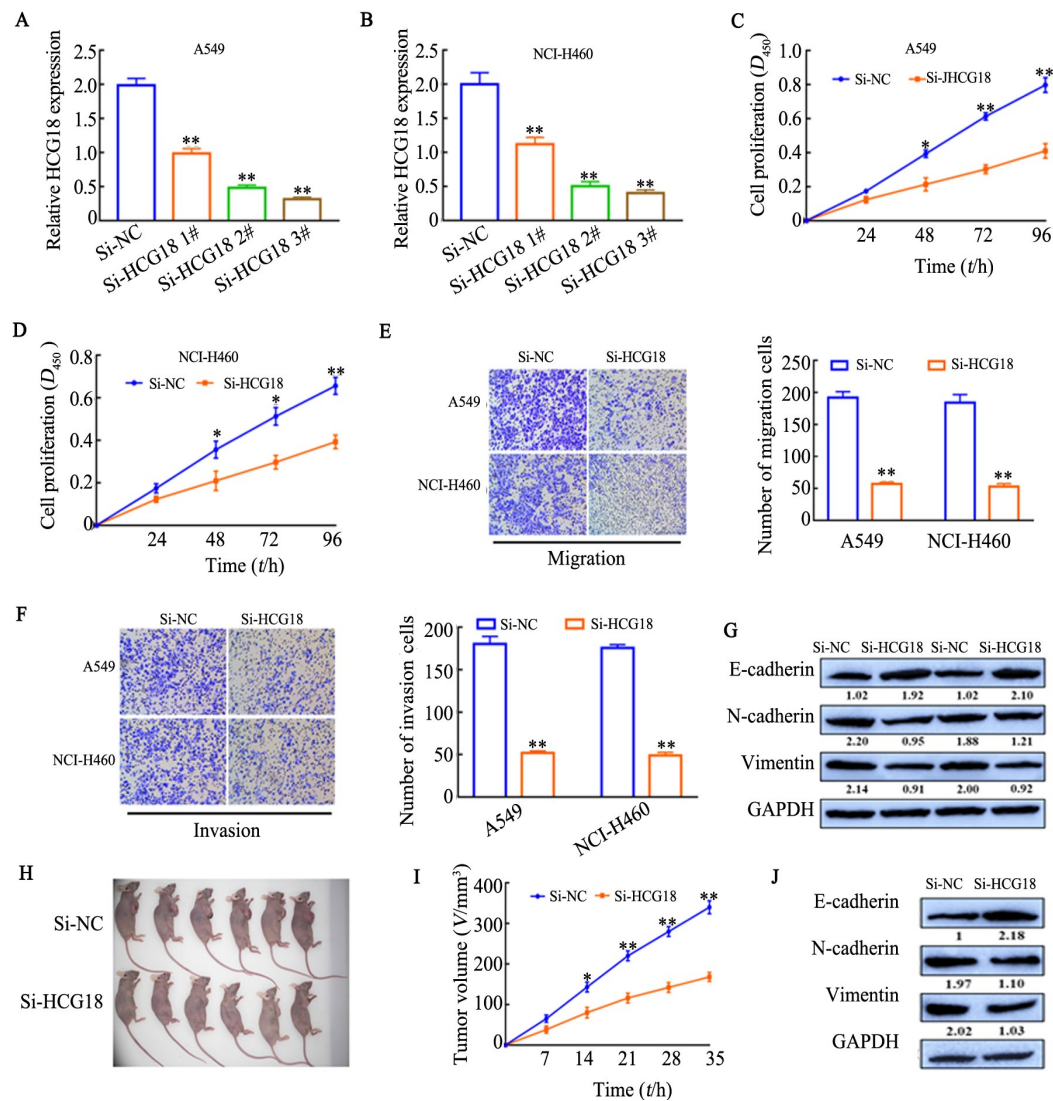 A
A549
Relative HCG18 expression
2.5
2.0
1.5
1.0
0.5
0
**
**
**
Si-NC
Si-HCG18 1#
Si-HCG18 2#
Si-HCG18 3#
B
NCI-H460
Relative HCG18 expression
2.5
2.0
1.5
1.0
0.5
0
**
**
**
Si-NC
Si-HCG18 1#
Si-HCG18 2#
Si-HCG18 3#
C
A549
Cell proliferation (D450)
1.0
0.8
0.6
0.4
0.2
0
Si-NC Si-JHCG18
*
**
**
24 48 72 96
Time (t/h)
D
NCI-H460
Cell proliferation (D450)
0.8
0.6
0.4
0.2
0
Si-NC Si-HCG18
*
*
**
24 48 72 96
Time (t/h)
E
Si-NC Si-HCG18
A549
NCI-H460
Migration
Number of migration cells
250
200
150
100
50
0
Si-NC Si-HCG18
**
**
A549 NCI-H460
F
Si-NC Si-HCG18
A549
NCI-H460
Invasion
Number of invasion cells
200
150
100
50
0
Si-NC Si-HCG18
**
**
A549
NCI-H460
G
Si-NC Si-HCG18 Si-NC Si-HCG18
E-cadherin
1.02 1.92 1.02 2.10
N-cadherin
2.20 0.95 1.88 1.21
Vimentin
2.14 0.91 2.00 0.92
GAPDH
H
Si-NC
Si-HCG18
I
Tumor volume (V/mm³)
400
300
200
100
0
Si-NC Si-HCG18
*
**
**
**
7 14 21 28 35
Time (t/h)
J
Si-NC Si-HCG18
E-cadherin
1 2.18
N-cadherin
1.97 1.10
Vimentin
2.02 1.03
GAPDH